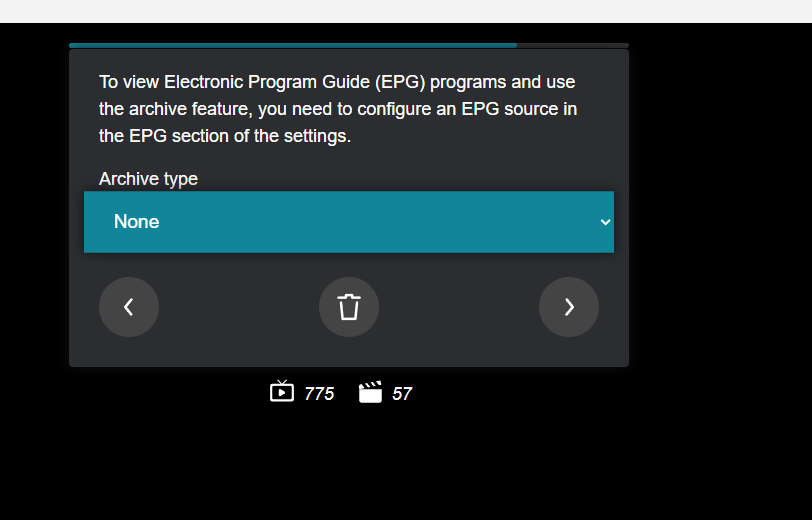 To view Electronic Program Guide (EPG) programs and use
the archive feature, you need to configure an EPG source in
the EPG section of the settings.
Archive type
None
775 57